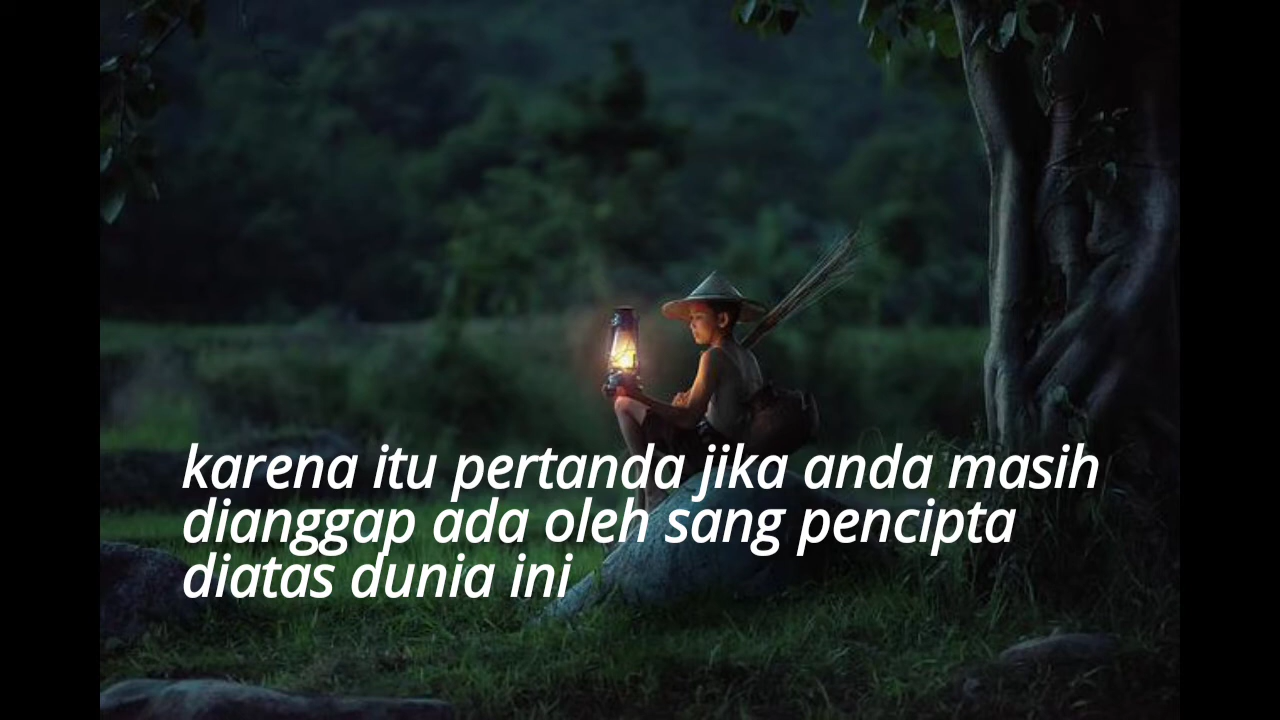 karena itu pertanda jika anda masih
dianggap ada oleh sang pencipta
diatas dunia ini